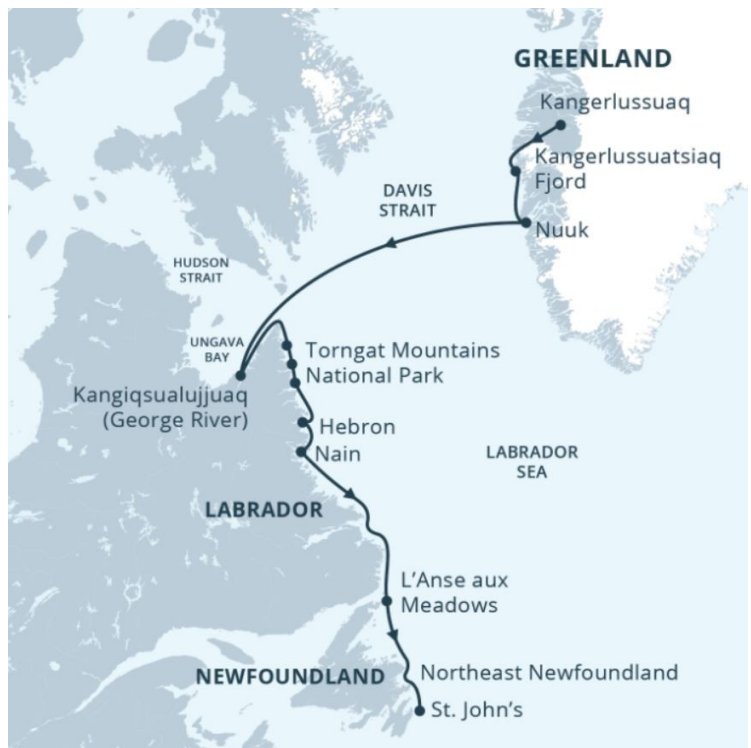 GREENLAND
Kangerlussuaq
Kangerlussuatsiaq
Fjord
DAVIS
STRAIT
Nuuk
HUDSON
STRAIT
UNGAVA
BAY
Torngat Mountains
National Park
Kangiqsualujjuaq
(George River)
Hebron
Nain
LABRADOR
SEA
LABRADOR
L'Anse aux
Meadows
NEWFOUNDLAND
Northeast Newfoundland
St. John's